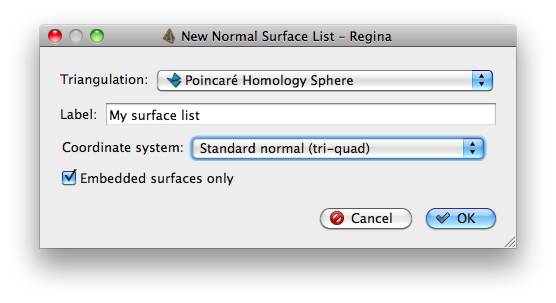 New Normal Surface List – Regina
Triangulation: Poincaré Homology Sphere
Label: My surface list
Coordinate system: Standard normal (tri-quad)
Embedded surfaces only
Cancel OK